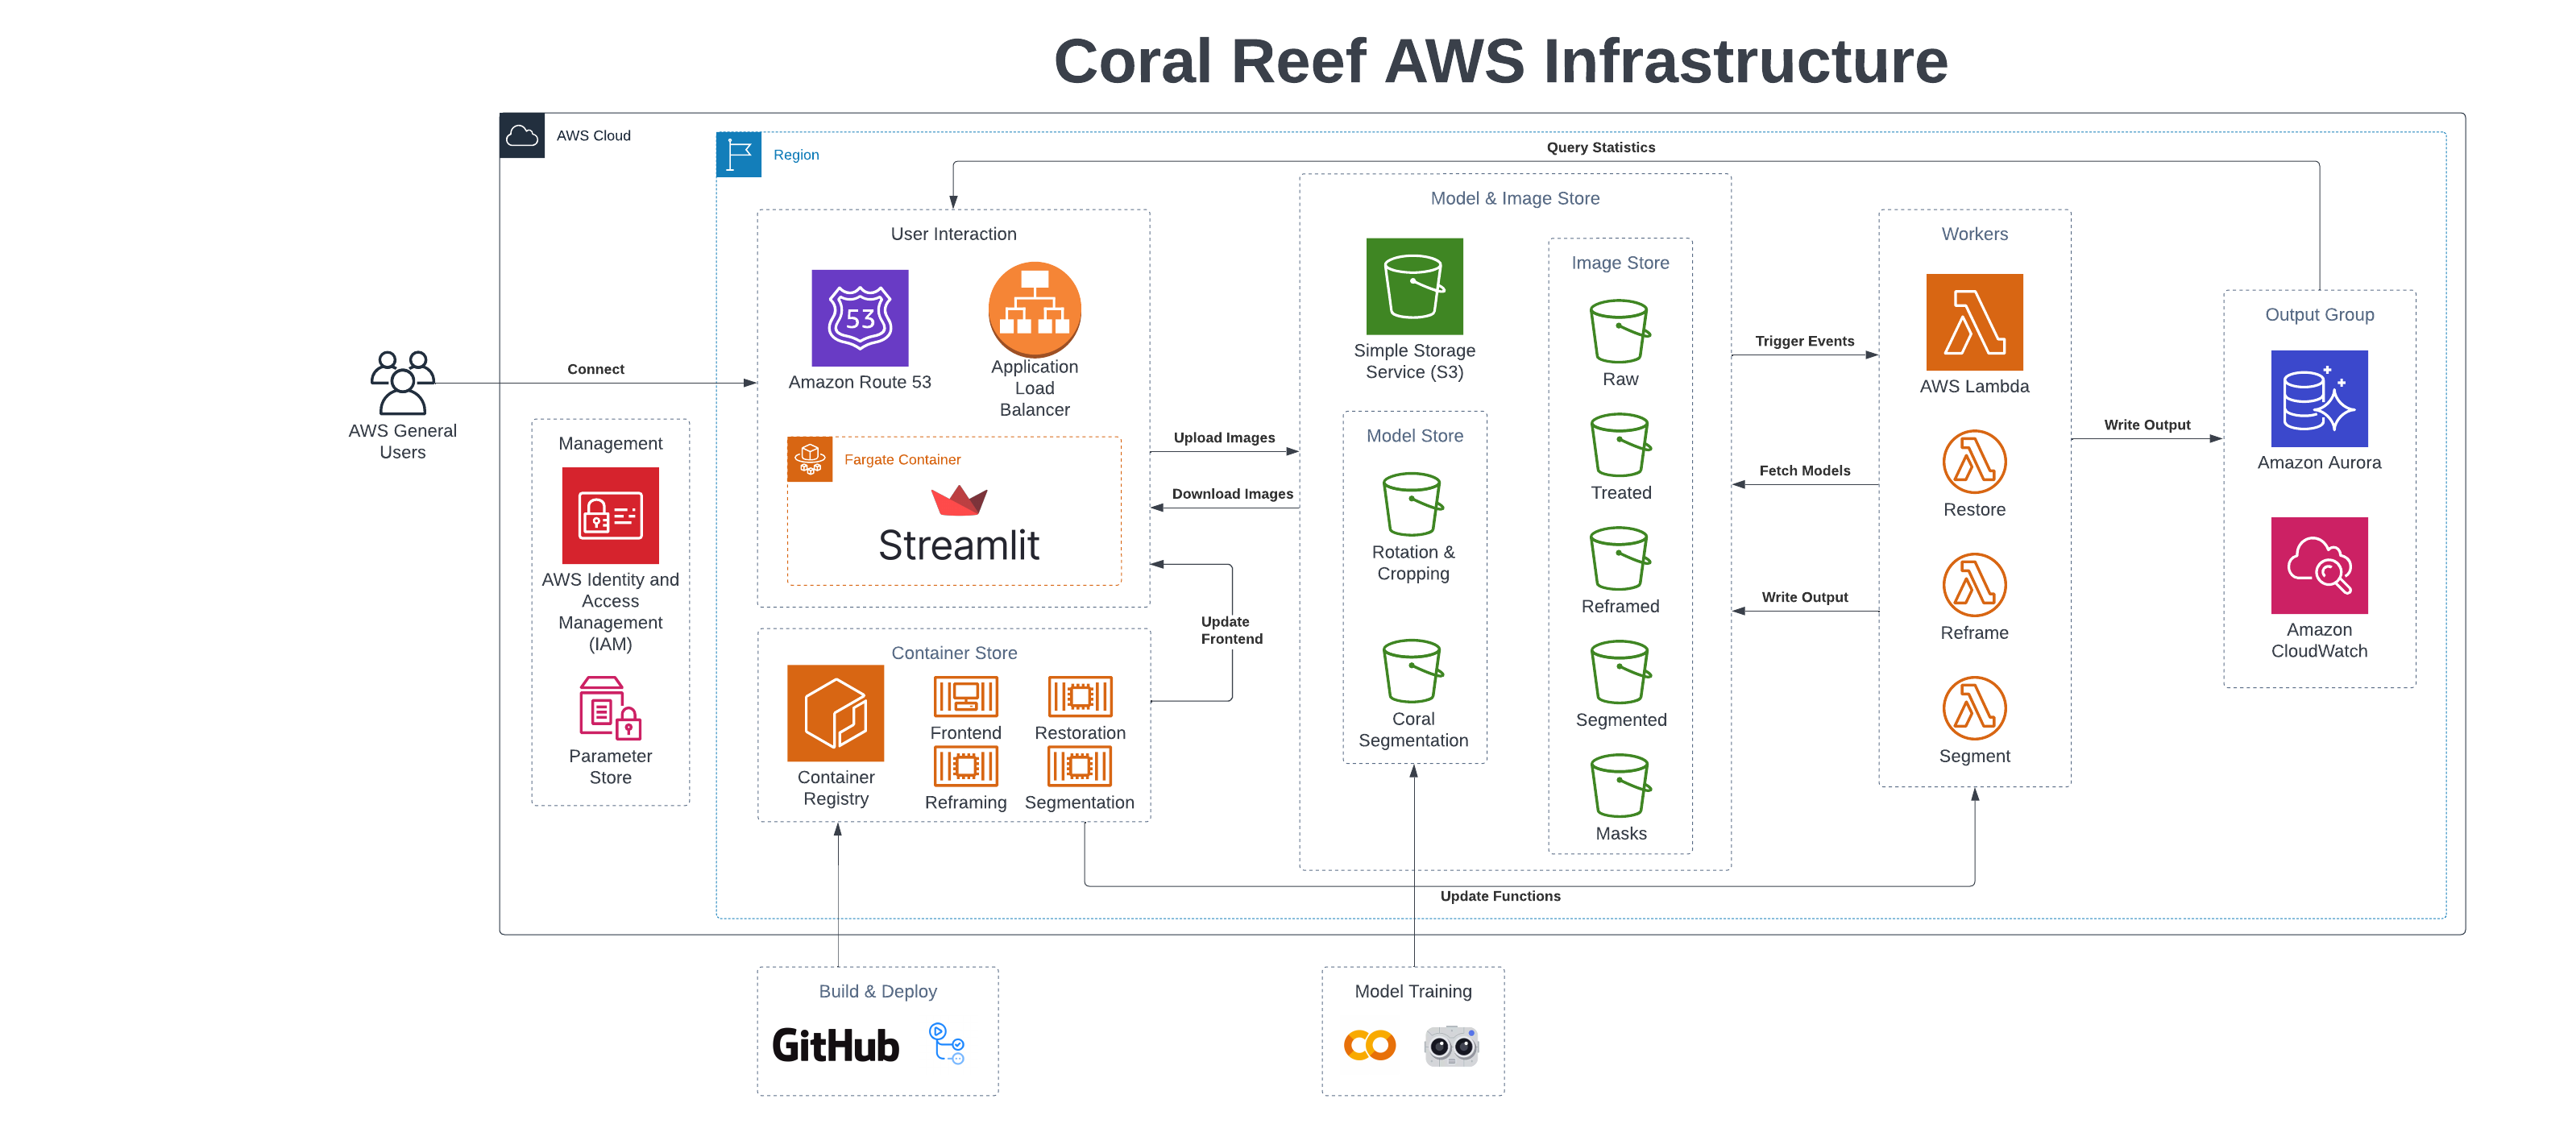 Coral Reef AWS Infrastructure
AWS Cloud
Region
Query Statistics
AWS General
Users
Connect
Management
AWS Identity and
Access
Management
(IAM)
Parameter
Store
User Interaction
53
Amazon Route 53
Application
Load
Balancer
Fargate Container
Streamlit
Upload Images
Download Images
Update
Frontend
Container Store
Container
Registry
Frontend
Restoration
Reframing
Segmentation
Model & Image Store
Simple Storage
Service (S3)
Model Store
Rotation &
Cropping
Coral
Segmentation
Image Store
Raw
Treated
Reframed
Segmented
Masks
Trigger Events
Fetch Models
Write Output
Workers
AWS Lambda
Restore
Reframe
Segment
Write Output
Output Group
Amazon Aurora
Amazon
CloudWatch
Update Functions
Build & Deploy
GitHub
Model Training